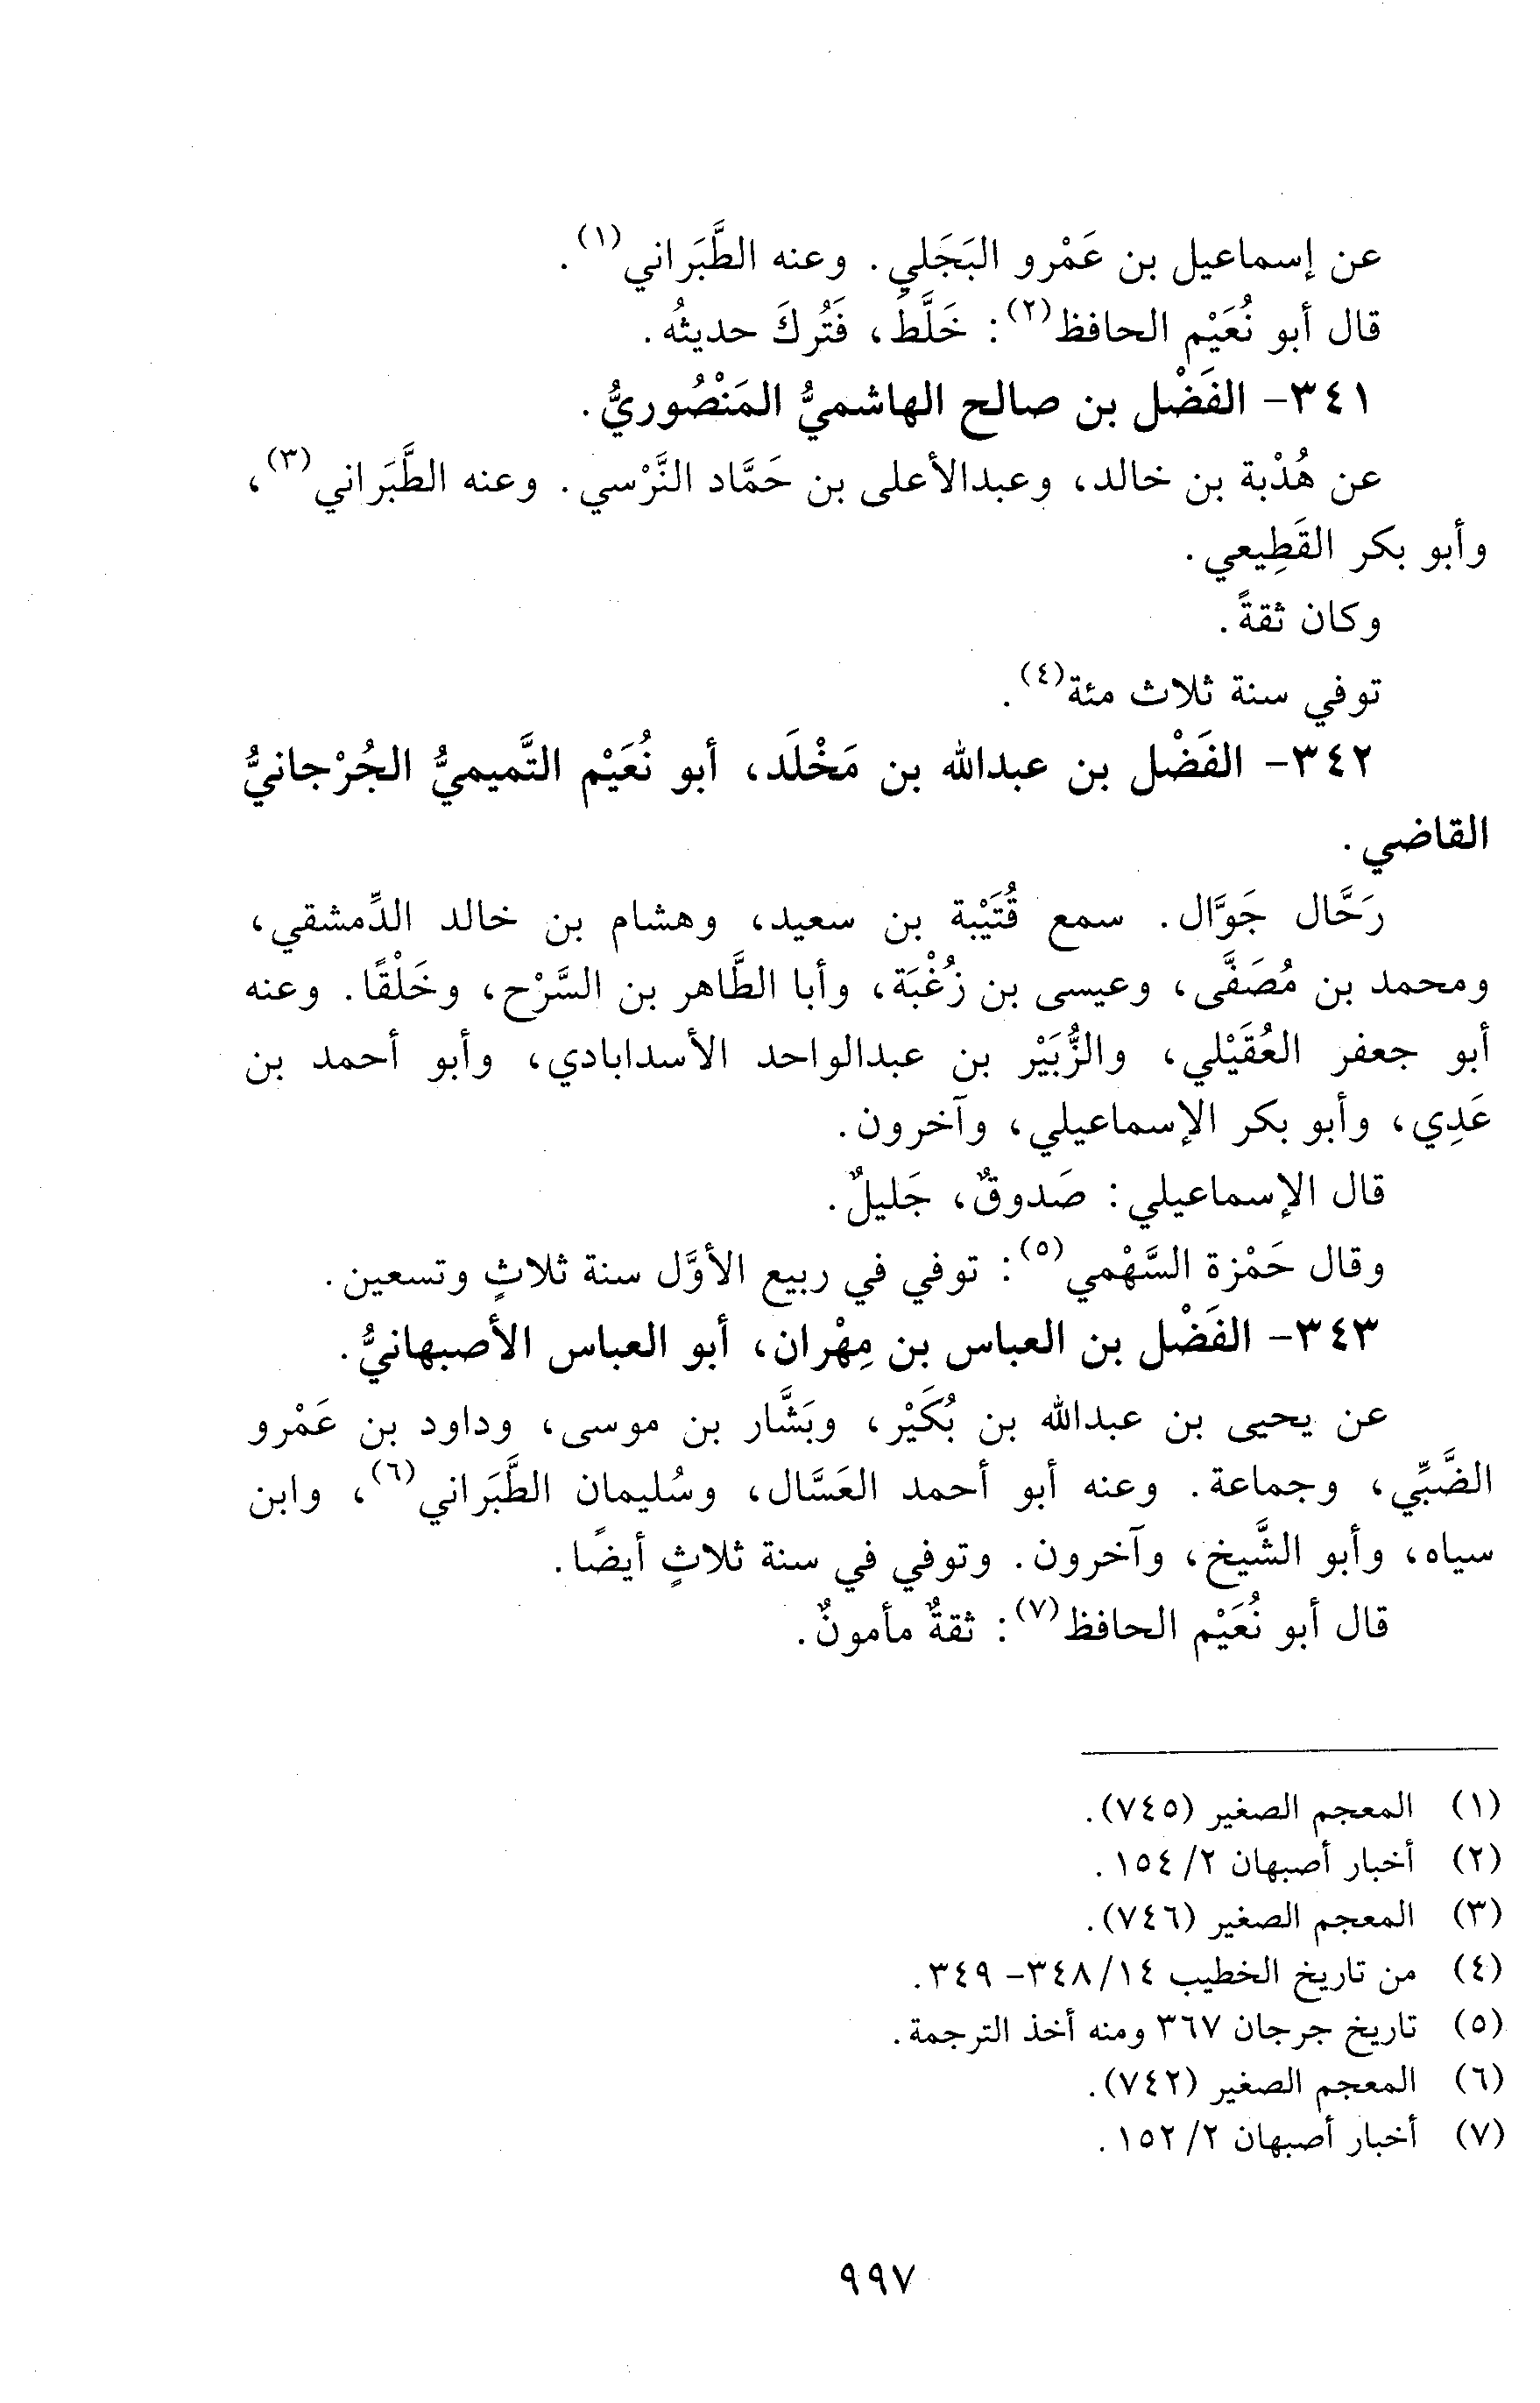 عن إسماعيل بن عَمْرو البَجَلي. وعنه الطَّبَراني(١).
قال أبو نُعَيْم الحافظ(٢): خَلَّطَ، فَتُركَ حديثُه.
٣٤١- الفَضْل بن صالح الهاشميُّ المَنْصُوريُّ.
عن هُدْبة بن خالد، وعبدالأعلى بن حَمَّاد النَّرْسي. وعنه الطَّبَراني(٣)،
وأبو بكر القَطِيعي.
وكان ثقةً.
توفي سنة ثلاث مئة(٤).
٣٤٢- الفَضْل بن عبدالله بن مَخْلَد، أبو نُعَيْم التَّميميُّ الجُرْجانيُّ
القاضي.
رَحَّال جَوَّال. سمع قُتَيْبة بن سعيد، وهشام بن خالد الدِّمشقي،
ومحمد بن مُصَفَّى، وعيسى بن زُغْبَة، وأبا الطَّاهر بن السَّرْح، وخَلْقًا. وعنه
أبو جعفر العُقَيْلي، والزُّبَيْر بن عبدالواحد الأسدابادي، وأبو أحمد بن
عَدِي، وأبو بكر الإسماعيلي، وآخرون.
قال الإسماعيلي: صَدوقٌ، جَليلٌ.
وقال حَمْزة السَّهْمي(٥): توفي في ربيع الأوَّل سنة ثلاثٍ وتسعين.
٣٤٣- الفَضْل بن العباس بن مِهْران، أبو العباس الأصبهانيُّ.
عن يحيى بن عبدالله بن بُكَيْر، وبَشَّار بن موسى، وداود بن عَمْرو
الضَّبِّي، وجماعة. وعنه أبو أحمد العَسَّال، وسُليمان الطَّبَراني(٦)، وابن
سياه، وأبو الشَّيخ، وآخرون. وتوفي في سنة ثلاثٍ أيضًا.
قال أبو نُعَيْم الحافظ(٧): ثقةٌ مأمونٌ.
(١) المعجم الصغير (٧٤٥).
(٢) أخبار أصبهان ٢/ ١٥٤.
(٣) المعجم الصغير (٧٤٦).
(٤) من تاريخ الخطيب ١٤/ ٣٤٨- ٣٤٩.
(٥) تاريخ جرجان ٣٦٧ ومنه أخذ الترجمة.
(٦) المعجم الصغير (٧٤٢).
(٧) أخبار أصبهان ٢/ ١٥٢.
٩٩٧